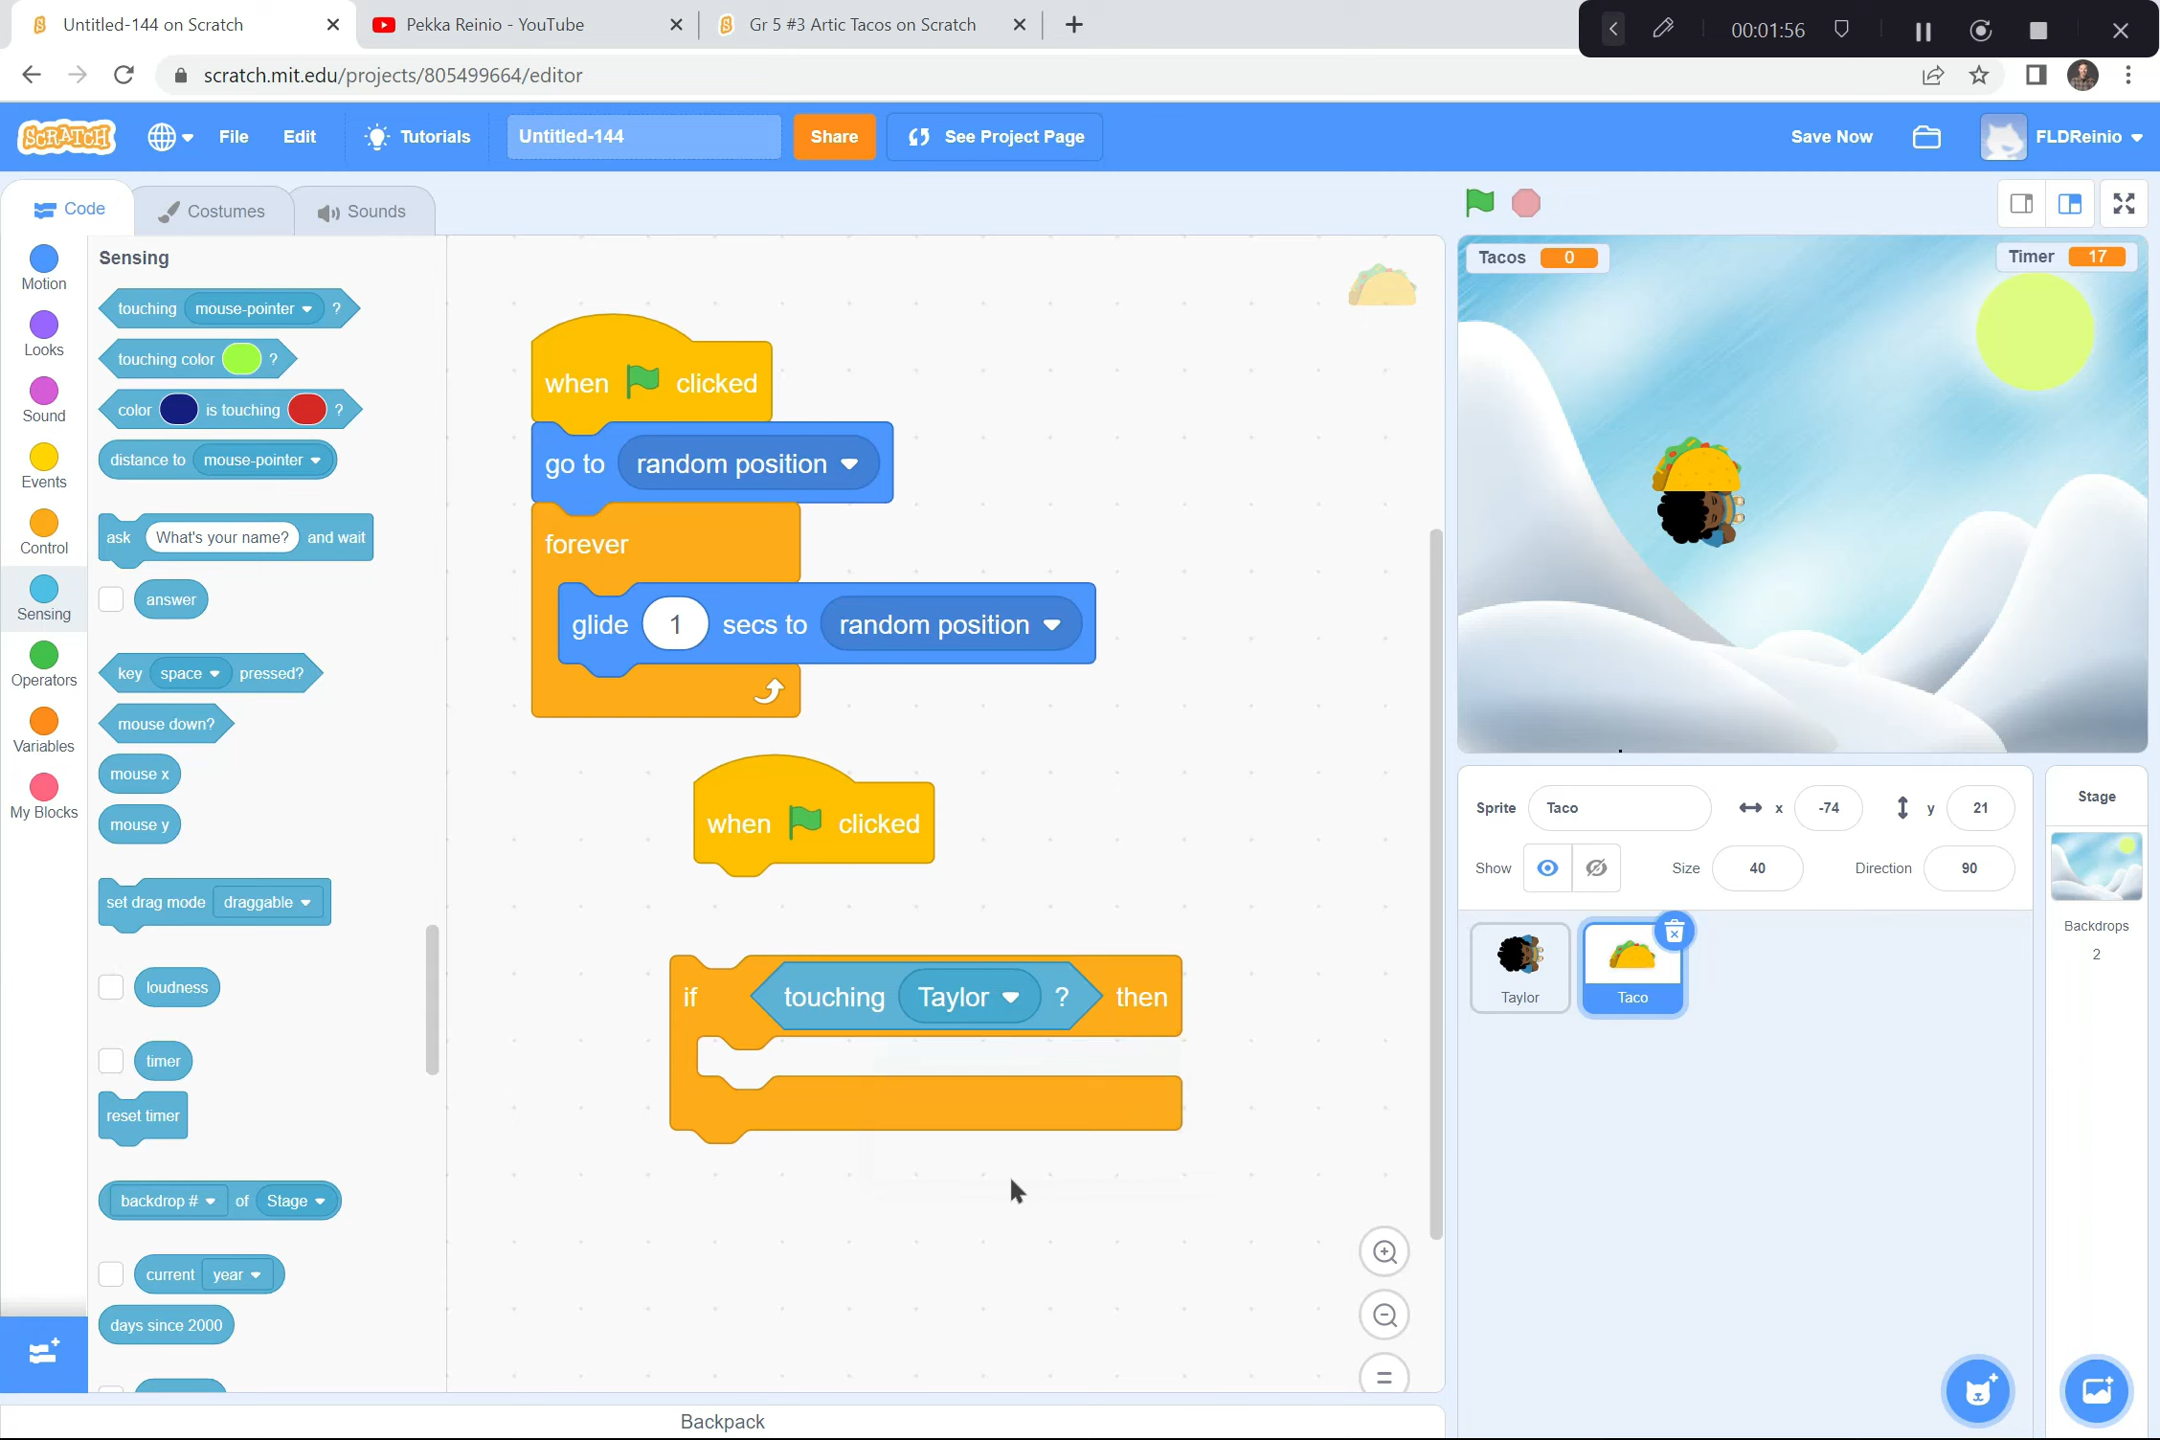 Untitled-144 on Scratch
Pekka Reinio - YouTube
Gr 5 #3 Artic Tacos on Scratch
00:01:56
scratch.mit.edu/projects/805499664/editor
SCRATCH
File
Edit
Tutorials
Untitled-144
Share
See Project Page
Save Now
FLDReinio
Code
Costumes
Sounds
Motion
Looks
Sound
Events
Control
Sensing
Operators
Variables
My Blocks
Sensing
touching mouse-pointer ?
touching color ?
color is touching ?
distance to mouse-pointer
ask What's your name? and wait
answer
key space pressed?
mouse down?
mouse x
mouse y
set drag mode draggable
loudness
timer
reset timer
backdrop # of Stage
current year
days since 2000
when clicked
go to random position
forever
glide 1 secs to random position
when clicked
if touching Taylor ? then
Tacos 0
Timer 17
Sprite Taco x -74 y 21
Show Size 40 Direction 90
Taylor
Taco
Stage
Backdrops
2
Backpack